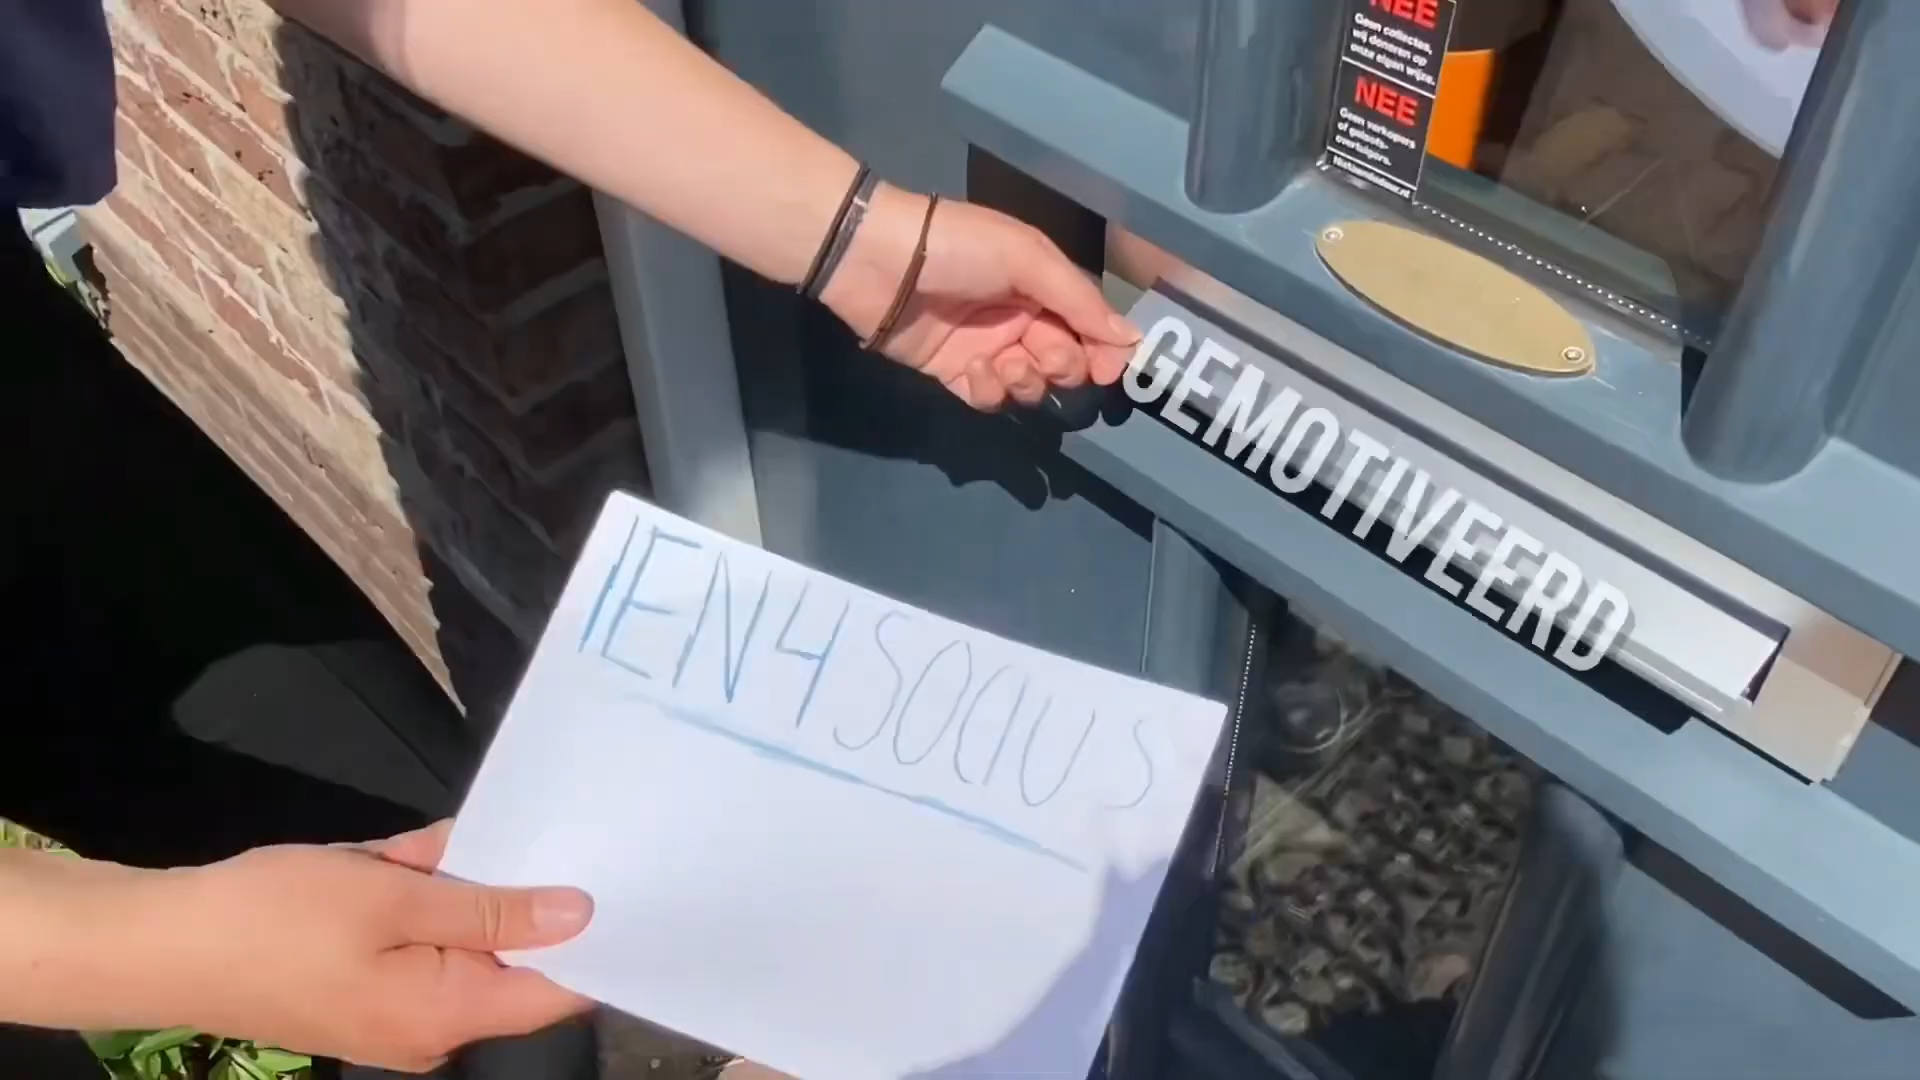 NEE
Geen collectes,
wij doneren op
onze eigen wijze.
NEE
Geen verkopers
of geloofs-
overtuigers.
GEMOTIVEERD
IEN4SOCIUS